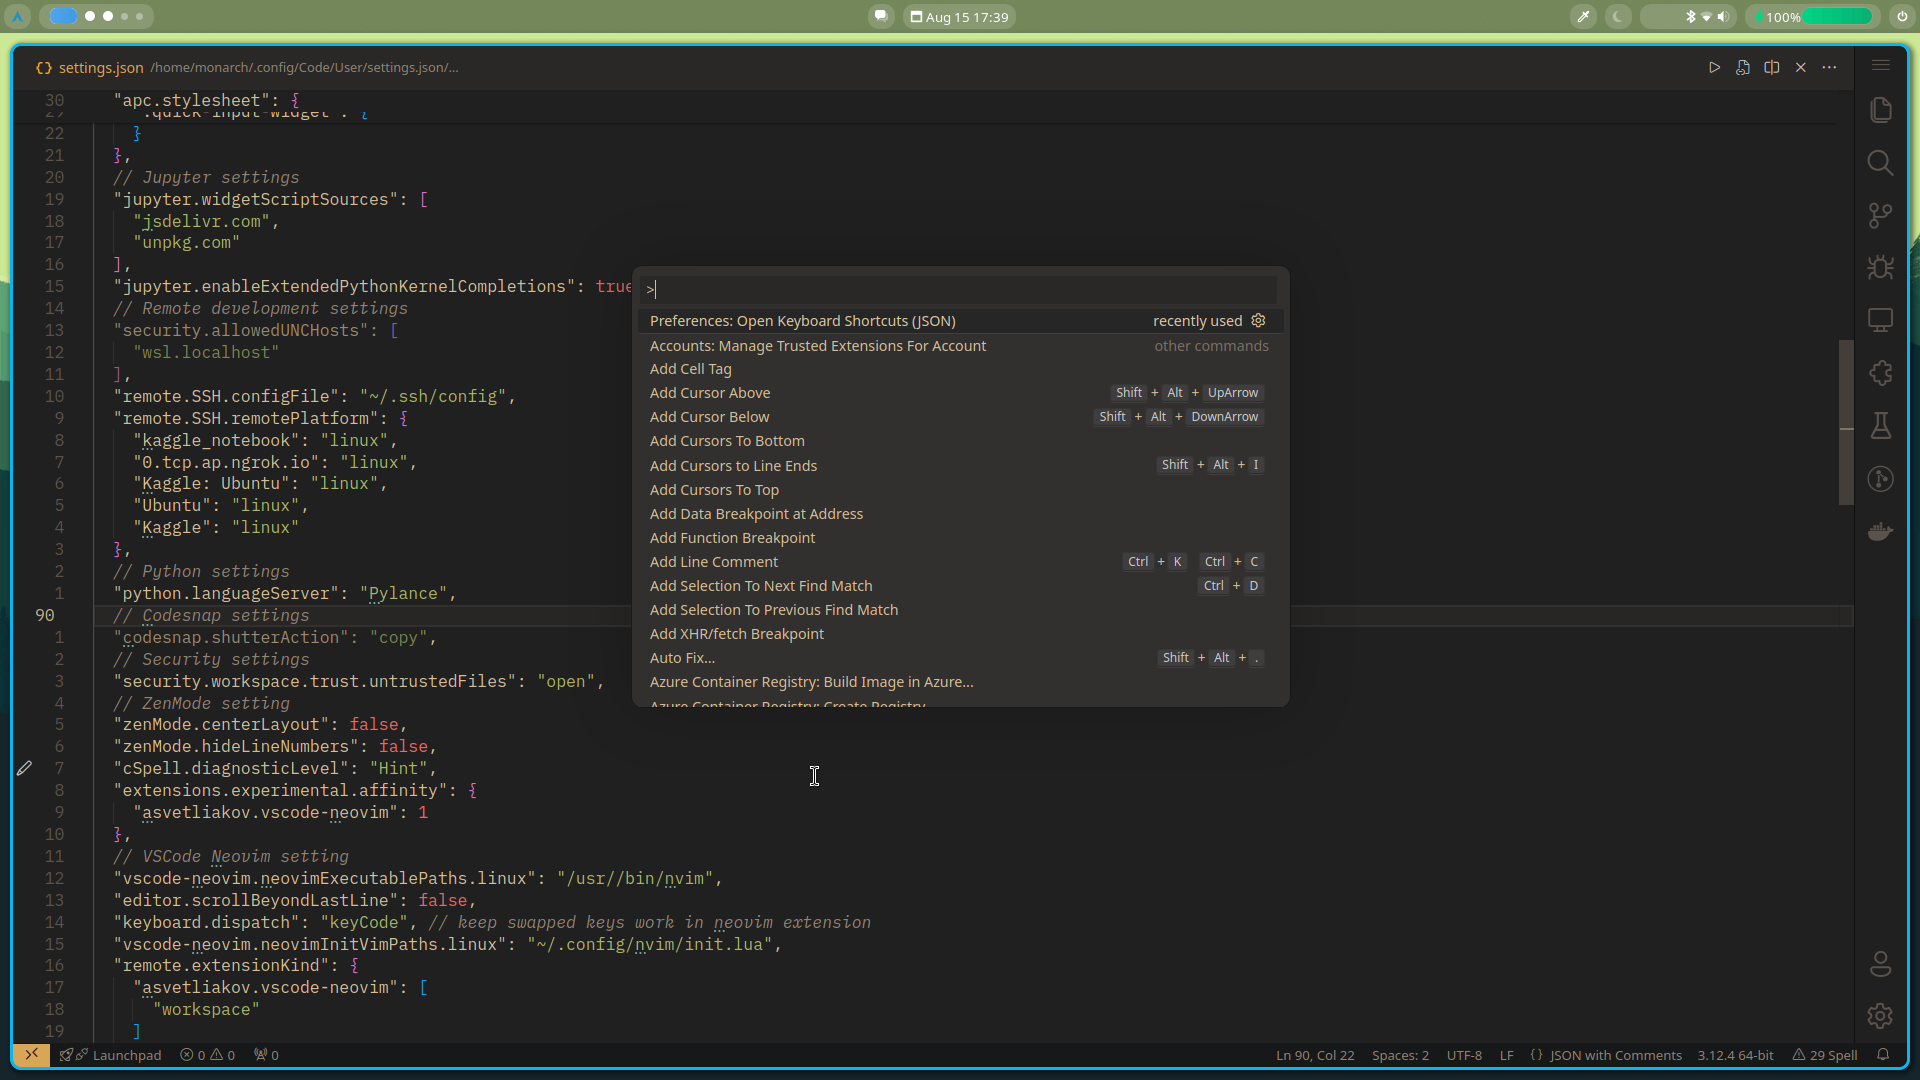 Aug 15 17:39
100%
{} settings.json /home/monarch/.config/Code/User/settings.json/...
30 "apc.stylesheet": {
29 ".quick-input-widget": {
22 }
21 },
20 // Jupyter settings
19 "jupyter.widgetScriptSources": [
18 "jsdelivr.com",
17 "unpkg.com"
16 ],
15 "jupyter.enableExtendedPythonKernelCompletions": true
14 // Remote development settings
13 "security.allowedUNCHosts": [
12 "wsl.localhost"
11 ],
10 "remote.SSH.configFile": "~/.ssh/config",
9 "remote.SSH.remotePlatform": {
8 "kaggle_notebook": "linux",
7 "0.tcp.ap.ngrok.io": "linux",
6 "Kaggle: Ubuntu": "linux",
5 "Ubuntu": "linux",
4 "Kaggle": "linux"
3 },
2 // Python settings
1 "python.languageServer": "Pylance",
90 // Codesnap settings
1 "codesnap.shutterAction": "copy",
2 // Security settings
3 "security.workspace.trust.untrustedFiles": "open",
4 // ZenMode setting
5 "zenMode.centerLayout": false,
6 "zenMode.hideLineNumbers": false,
7 "cSpell.diagnosticLevel": "Hint",
8 "extensions.experimental.affinity": {
9 "asvetliakov.vscode-neovim": 1
10 },
11 // VSCode Neovim setting
12 "vscode-neovim.neovimExecutablePaths.linux": "/usr//bin/nvim",
13 "editor.scrollBeyondLastLine": false,
14 "keyboard.dispatch": "keyCode", // keep swapped keys work in neovim extension
15 "vscode-neovim.neovimInitVimPaths.linux": "~/.config/nvim/init.lua",
16 "remote.extensionKind": {
17 "asvetliakov.vscode-neovim": [
18 "workspace"
19 ]
>
Preferences: Open Keyboard Shortcuts (JSON) recently used
Accounts: Manage Trusted Extensions For Account other commands
Add Cell Tag
Add Cursor Above Shift + Alt + UpArrow
Add Cursor Below Shift + Alt + DownArrow
Add Cursors To Bottom
Add Cursors to Line Ends Shift + Alt + I
Add Cursors To Top
Add Data Breakpoint at Address
Add Function Breakpoint
Add Line Comment Ctrl + K Ctrl + C
Add Selection To Next Find Match Ctrl + D
Add Selection To Previous Find Match
Add XHR/fetch Breakpoint
Auto Fix... Shift + Alt + .
Azure Container Registry: Build Image in Azure...
Azure Container Registry: Create Registry
Launchpad 0 0 0 Ln 90, Col 22 Spaces: 2 UTF-8 LF {} JSON with Comments 3.12.4 64-bit 29 Spell